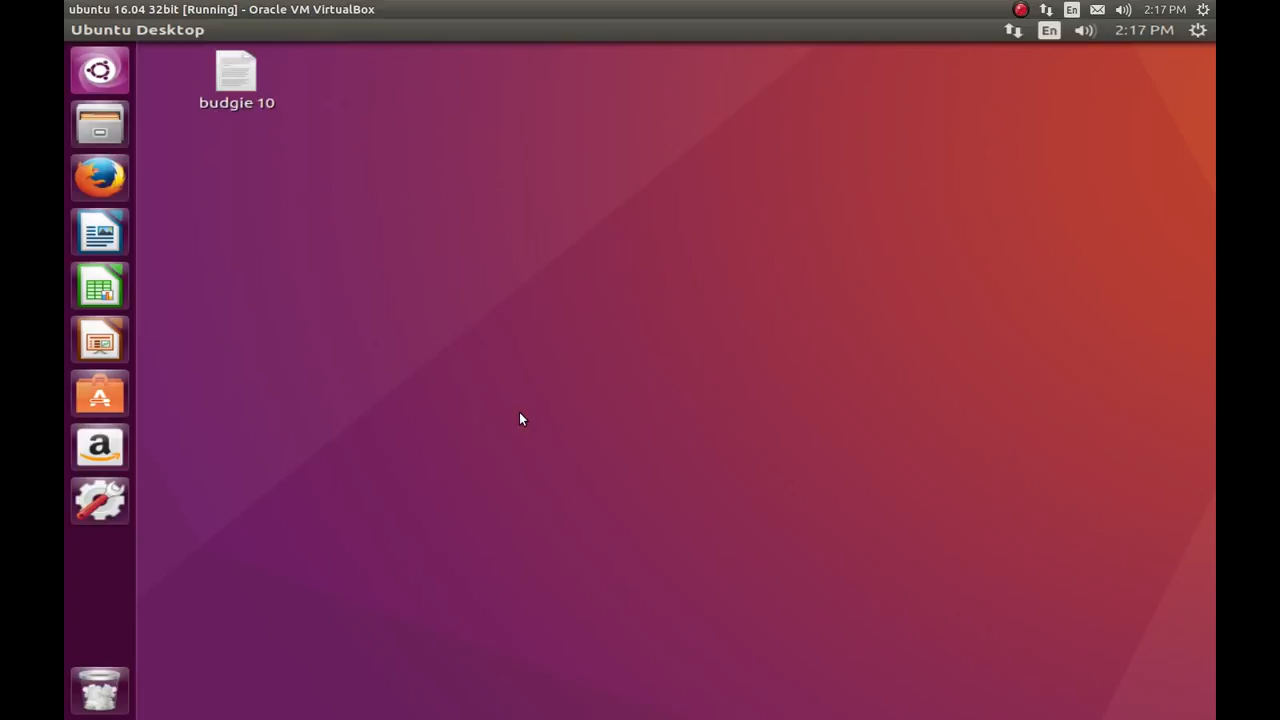 ubuntu 16.04 32bit [Running] - Oracle VM VirtualBox
En
2:17 PM
Ubuntu Desktop
En
2:17 PM
budgie 10
A
a